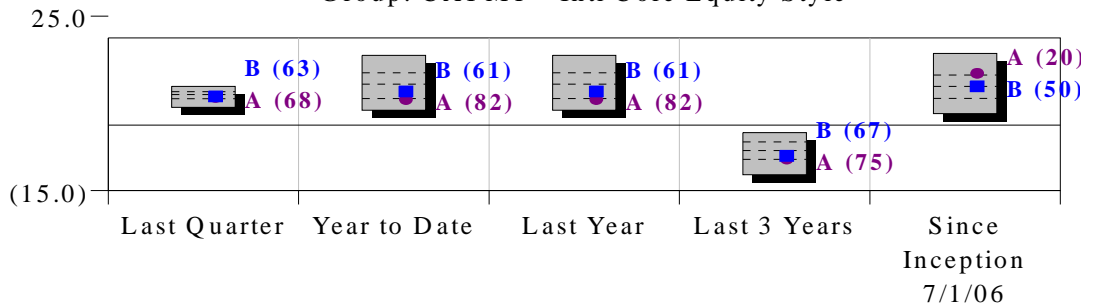 25.0
(15.0)
B (63)
A (68)
B (61)
A (82)
B (61)
A (82)
B (67)
A (75)
A (20)
B (50)
Last Quarter
Year to Date
Last Year
Last 3 Years
Since
Inception
7/1/06